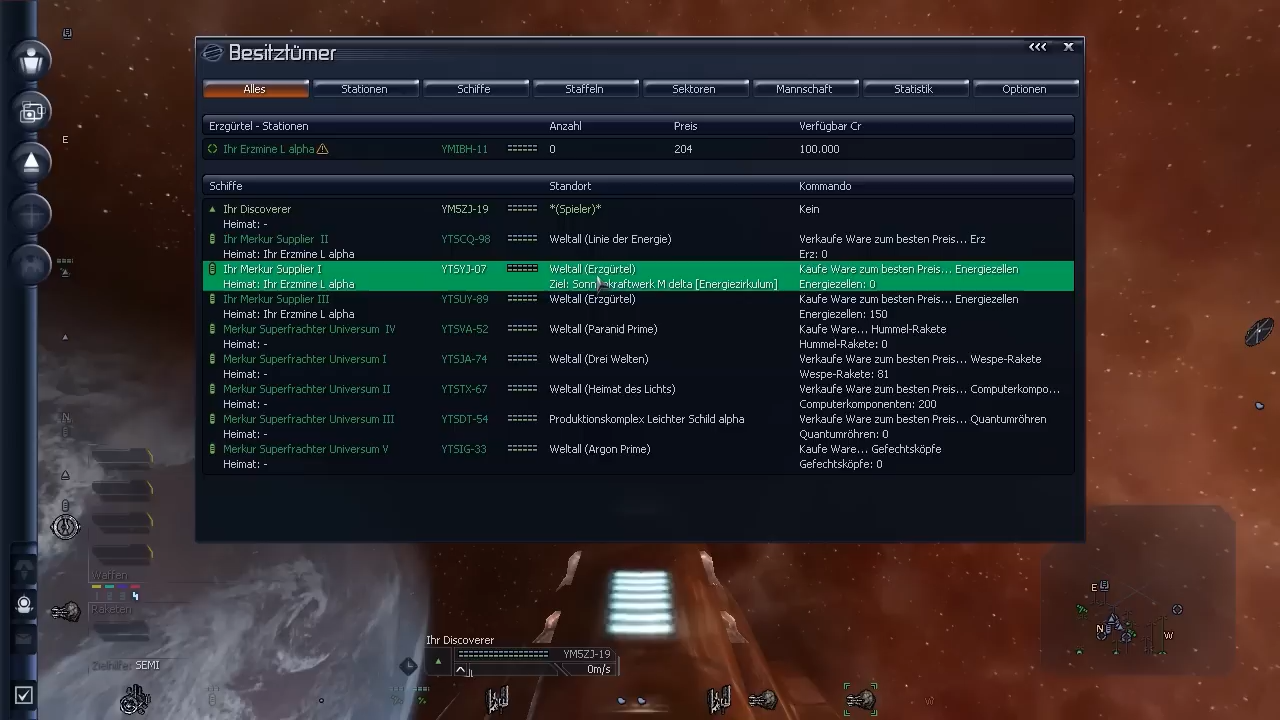 Besitztümer
Alles Stationen Schiffe Staffeln Sektoren Mannschaft Statistik Optionen
Erzgürtel - Stationen Anzahl Preis Verfügbar Cr
Ihr Erzmine L alpha YMIBH-11 0 204 100.000
Schiffe Standort Kommando
Ihr Discoverer YM5ZJ-19 *(Spieler)* Kein
Heimat: -
Ihr Merkur Supplier II YTSCQ-98 Weltall (Linie der Energie) Verkaufe Ware zum besten Preis... Erz
Heimat: Ihr Erzmine L alpha Erz: 0
Ihr Merkur Supplier I YTSYJ-07 Weltall (Erzgürtel) Kaufe Ware zum besten Preis... Energiezellen
Heimat: Ihr Erzmine L alpha Ziel: Sonnenkraftwerk M delta [Energiezirkulum] Energiezellen: 0
Ihr Merkur Supplier III YTSUY-89 Weltall (Erzgürtel) Kaufe Ware zum besten Preis... Energiezellen
Heimat: Ihr Erzmine L alpha Energiezellen: 150
Merkur Superfrachter Universum IV YTSVA-52 Weltall (Paranid Prime) Kaufe Ware... Hummel-Rakete
Heimat: - Hummel-Rakete: 0
Merkur Superfrachter Universum I YTSJA-74 Weltall (Drei Welten) Verkaufe Ware zum besten Preis... Wespe-Rakete
Heimat: - Wespe-Rakete: 81
Merkur Superfrachter Universum II YTSTX-67 Weltall (Heimat des Lichts) Verkaufe Ware zum besten Preis... Computerkompo...
Heimat: - Computerkomponenten: 200
Merkur Superfrachter Universum III YTSDT-54 Produktionskomplex Leichter Schild alpha Verkaufe Ware zum besten Preis... Quantumröhren
Heimat: - Quantumröhren: 0
Merkur Superfrachter Universum V YTSIG-33 Weltall (Argon Prime) Kaufe Ware... Gefechtsköpfe
Heimat: - Gefechtsköpfe: 0
E
N
Waffen
1 2 3 4
Raketen
Zielhilfe: SEMI
Ihr Discoverer
YM5ZJ-19
0m/s
E
N
W